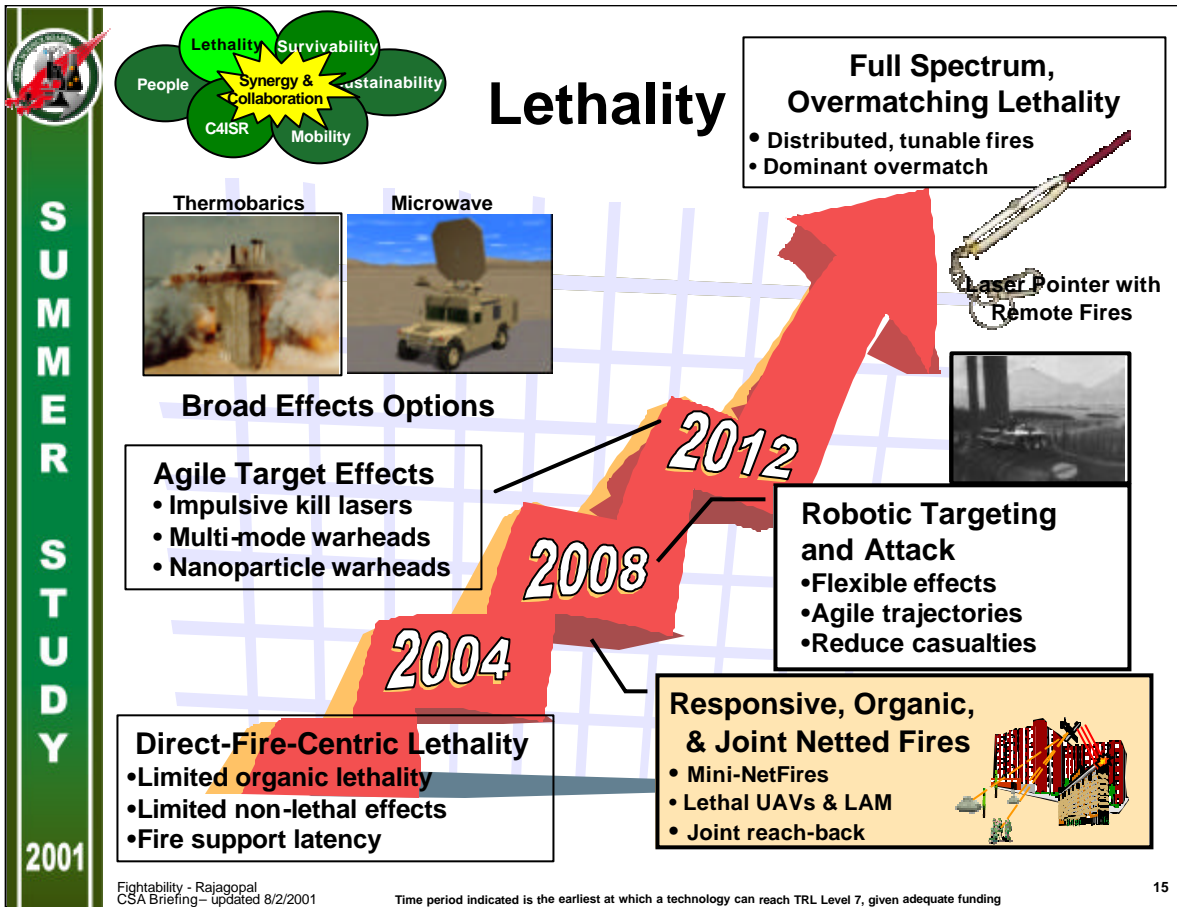 SUMMER STUDY
2001
Lethality
Survivability
People
Synergy &
Collaboration
ustainability
C4ISR
Mobility
Lethality
Full Spectrum,
Overmatching Lethality
• Distributed, tunable fires
• Dominant overmatch
Thermobarics
Microwave
Laser Pointer with
Remote Fires
Broad Effects Options
Agile Target Effects
• Impulsive kill lasers
• Multi-mode warheads
• Nanoparticle warheads
2012
2008
2004
Robotic Targeting
and Attack
•Flexible effects
•Agile trajectories
•Reduce casualties
Responsive, Organic,
& Joint Netted Fires
• Mini-NetFires
• Lethal UAVs & LAM
• Joint reach-back
Direct-Fire-Centric Lethality
•Limited organic lethality
•Limited non-lethal effects
•Fire support latency
Fightability - Rajagopal
CSA Briefing – updated 8/2/2001
Time period indicated is the earliest at which a technology can reach TRL Level 7, given adequate funding
15